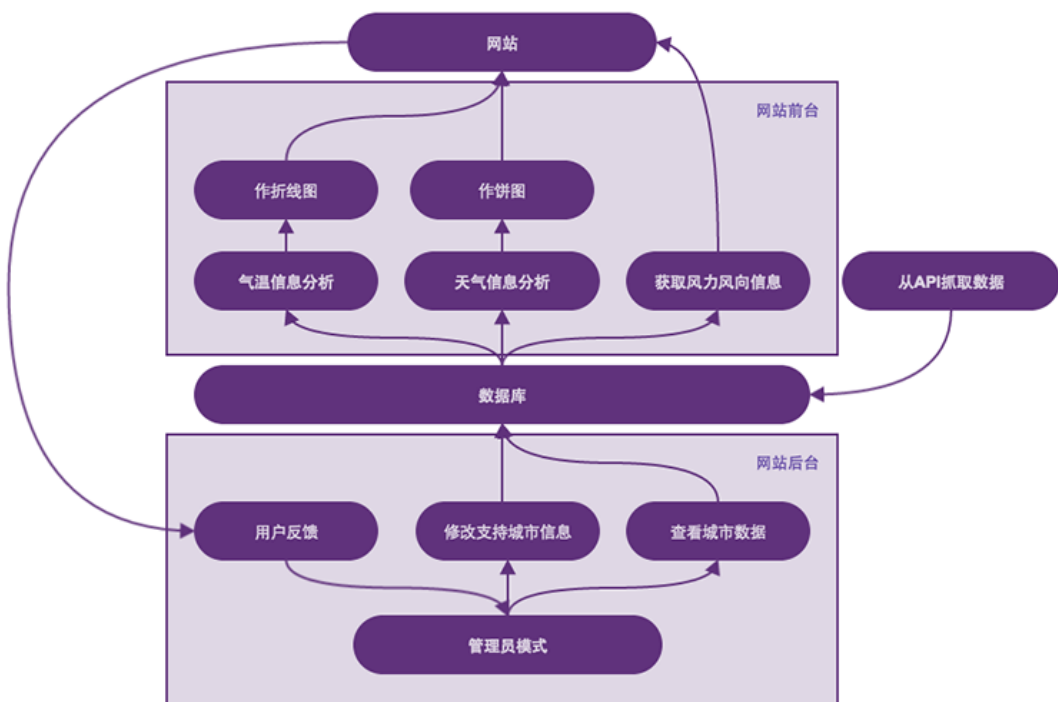 网站
网站前台
作折线图
作饼图
气温信息分析
天气信息分析
获取风力风向信息
从API抓取数据
数据库
网站后台
用户反馈
修改支持城市信息
查看城市数据
管理员模式